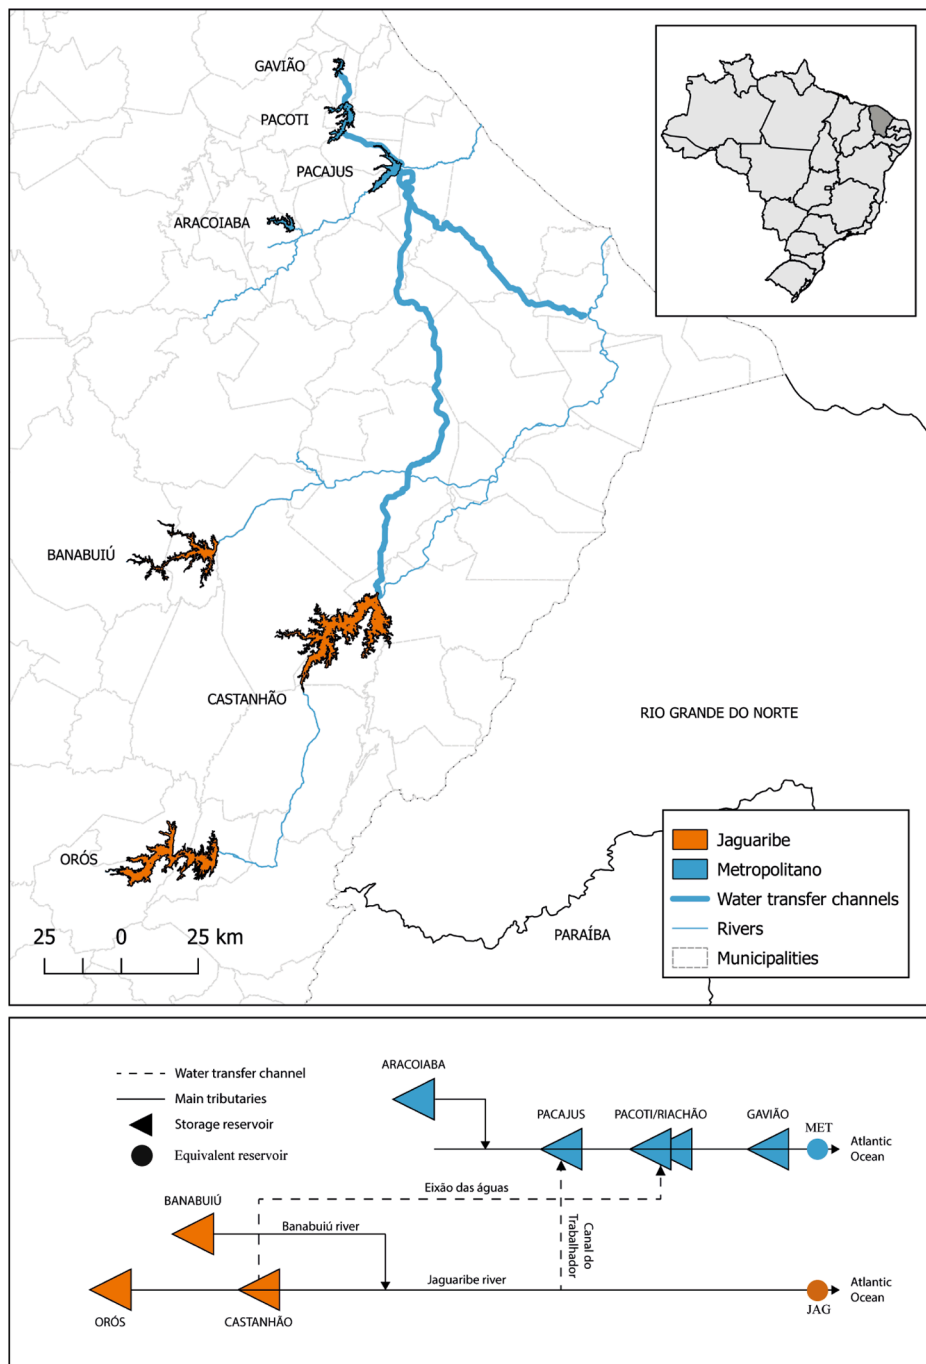 GAVIÃO
PACOTI
PACAJUS
ARACOIABA
BANABUIÚ
CASTANHÃO
RIO GRANDE DO NORTE
ORÓS
PARAÍBA
25 0 25 km
Jaguaribe
Metropolitano
Water transfer channels
Rivers
Municipalities
Water transfer channel
Main tributaries
Storage reservoir
Equivalent reservoir
ARACOIABA
PACAJUS
PACOTI/RIACHÃO
GAVIÃO
MET
Atlantic
Ocean
Eixão das águas
BANABUIÚ
Banabuiú river
Canal do
Trabalhador
Jaguaribe river
ORÓS
CASTANHÃO
JAG
Atlantic
Ocean